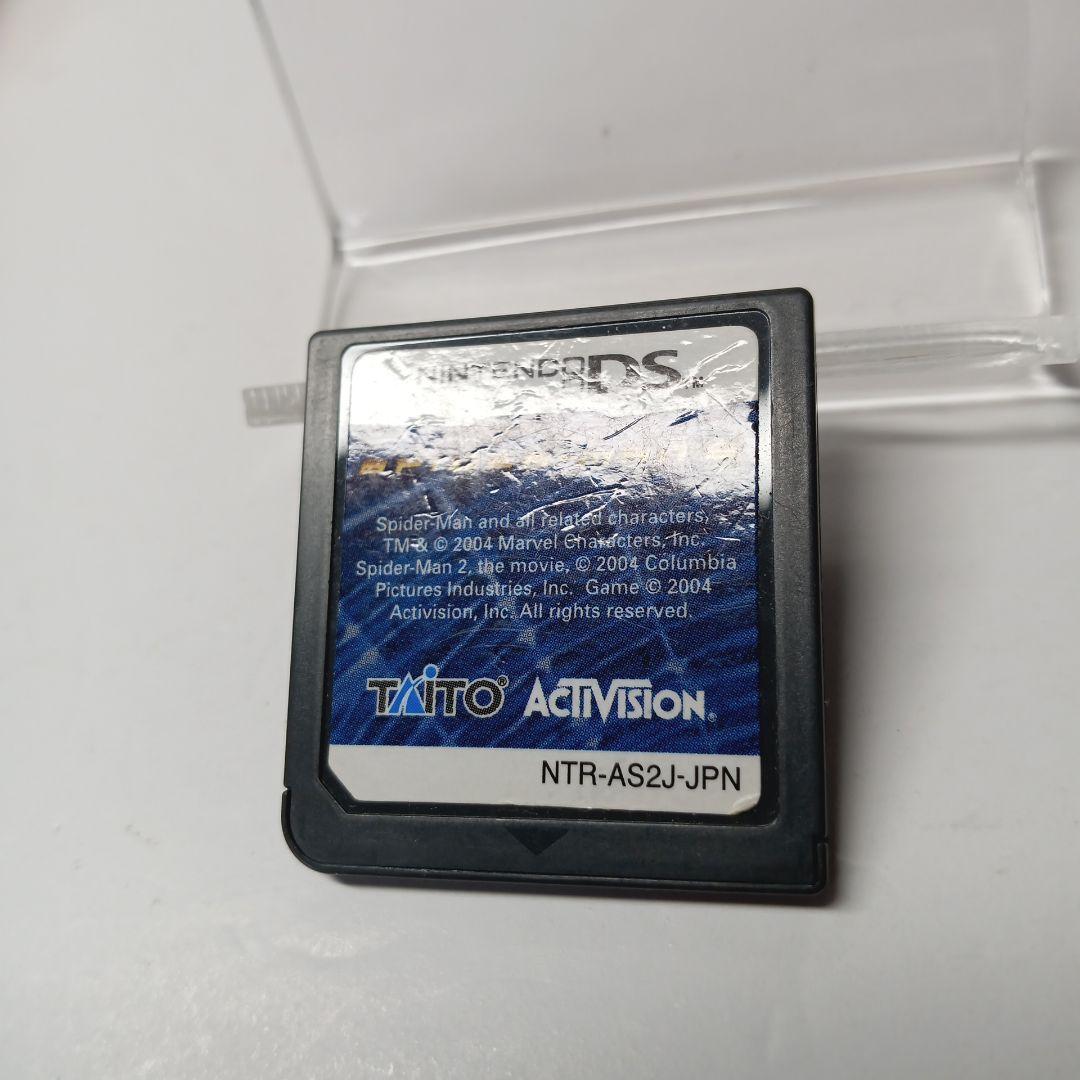 NINTENDO DS™
Spider-Man and all related characters,
TM & © 2004 Marvel Characters, Inc.
Spider-Man 2, the movie, © 2004 Columbia
Pictures Industries, Inc. Game © 2004
Activision, Inc. All rights reserved.
TAITO® ACTIVISION®
NTR-AS2J-JPN